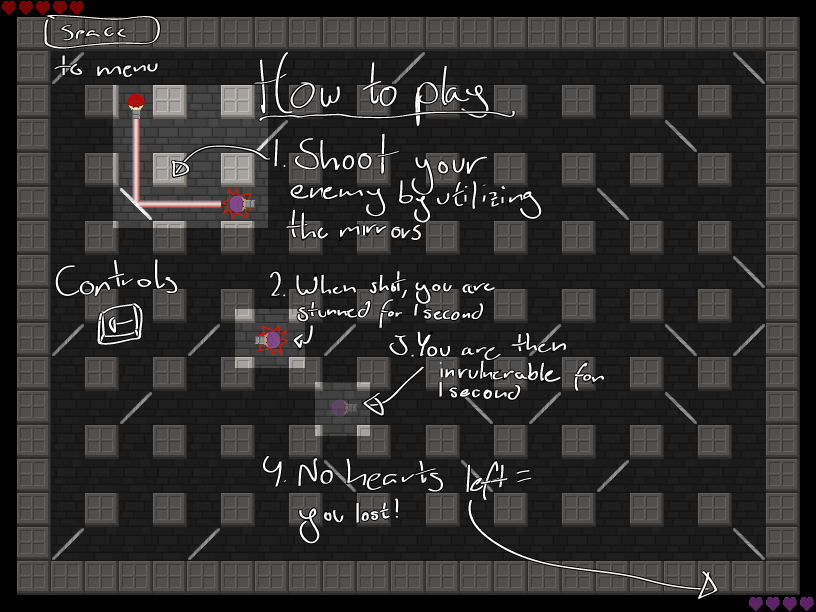 Space
to menu
How to play
1. Shoot your
enemy by utilizing
the mirrors
Controls
2. When shot, you are
stunned for 1 second
3. You are then
invulnerable for
1 second
4. No hearts left =
you lost!